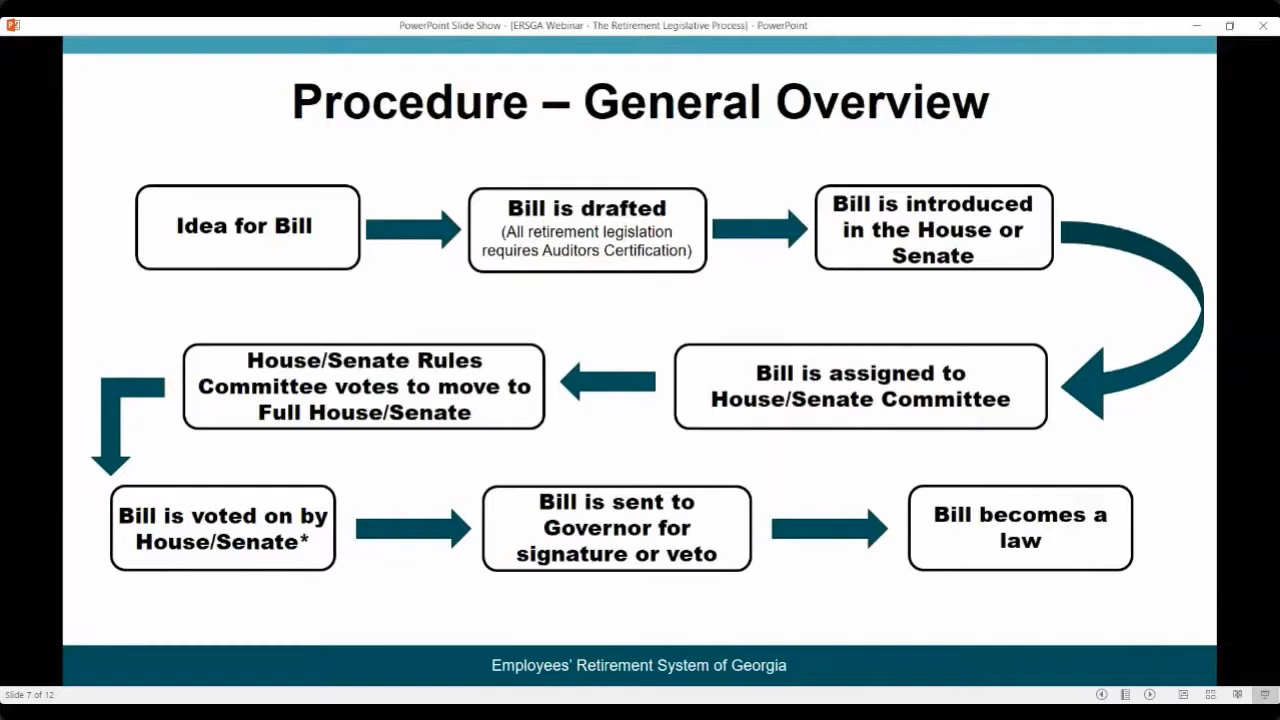 PowerPoint Slide Show - (ERSGA Webinar - The Retirement Legislative Process) - PowerPoint
Procedure – General Overview
Idea for Bill
Bill is drafted
(All retirement legislation
requires Auditors Certification)
Bill is introduced
in the House or
Senate
Bill is assigned to
House/Senate Committee
House/Senate Rules
Committee votes to move to
Full House/Senate
Bill is voted on by
House/Senate*
Bill is sent to
Governor for
signature or veto
Bill becomes a
law
Employees' Retirement System of Georgia
Slide 7 of 12